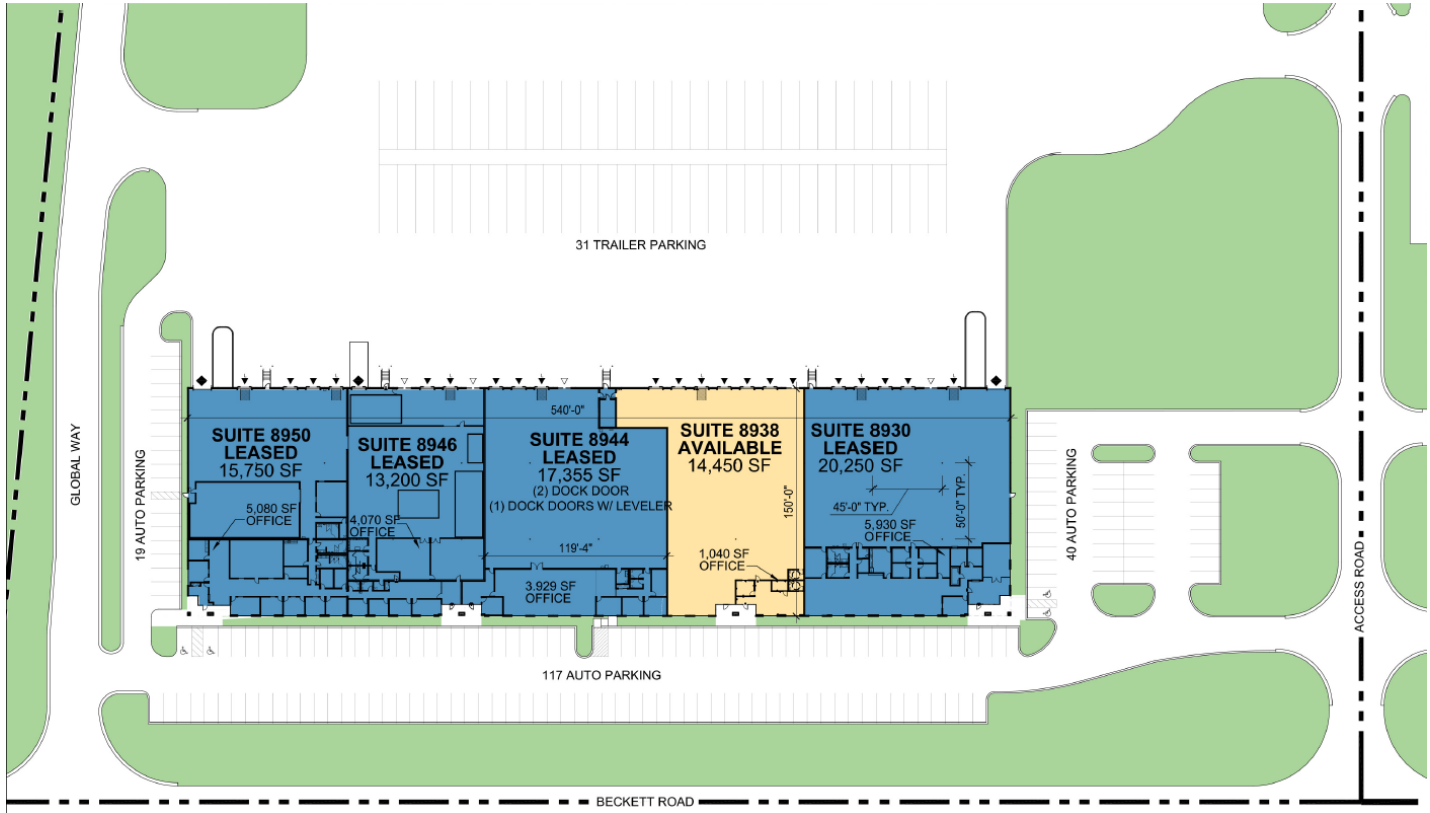 31 TRAILER PARKING
GLOBAL WAY
19 AUTO PARKING
540'-0"
SUITE 8950
LEASED
15,750 SF
5,080 SF
OFFICE
SUITE 8946
LEASED
13,200 SF
4,070 SF
OFFICE
SUITE 8944
LEASED
17,355 SF
(2) DOCK DOOR
(1) DOCK DOORS W/ LEVELER
119'-4"
3.929 SF
OFFICE
SUITE 8938
AVAILABLE
14,450 SF
150'-0"
1,040 SF
OFFICE
SUITE 8930
LEASED
20,250 SF
45'-0" TYP.
50'-0" TYP.
5,930 SF
OFFICE
40 AUTO PARKING
ACCESS ROAD
117 AUTO PARKING
BECKETT ROAD